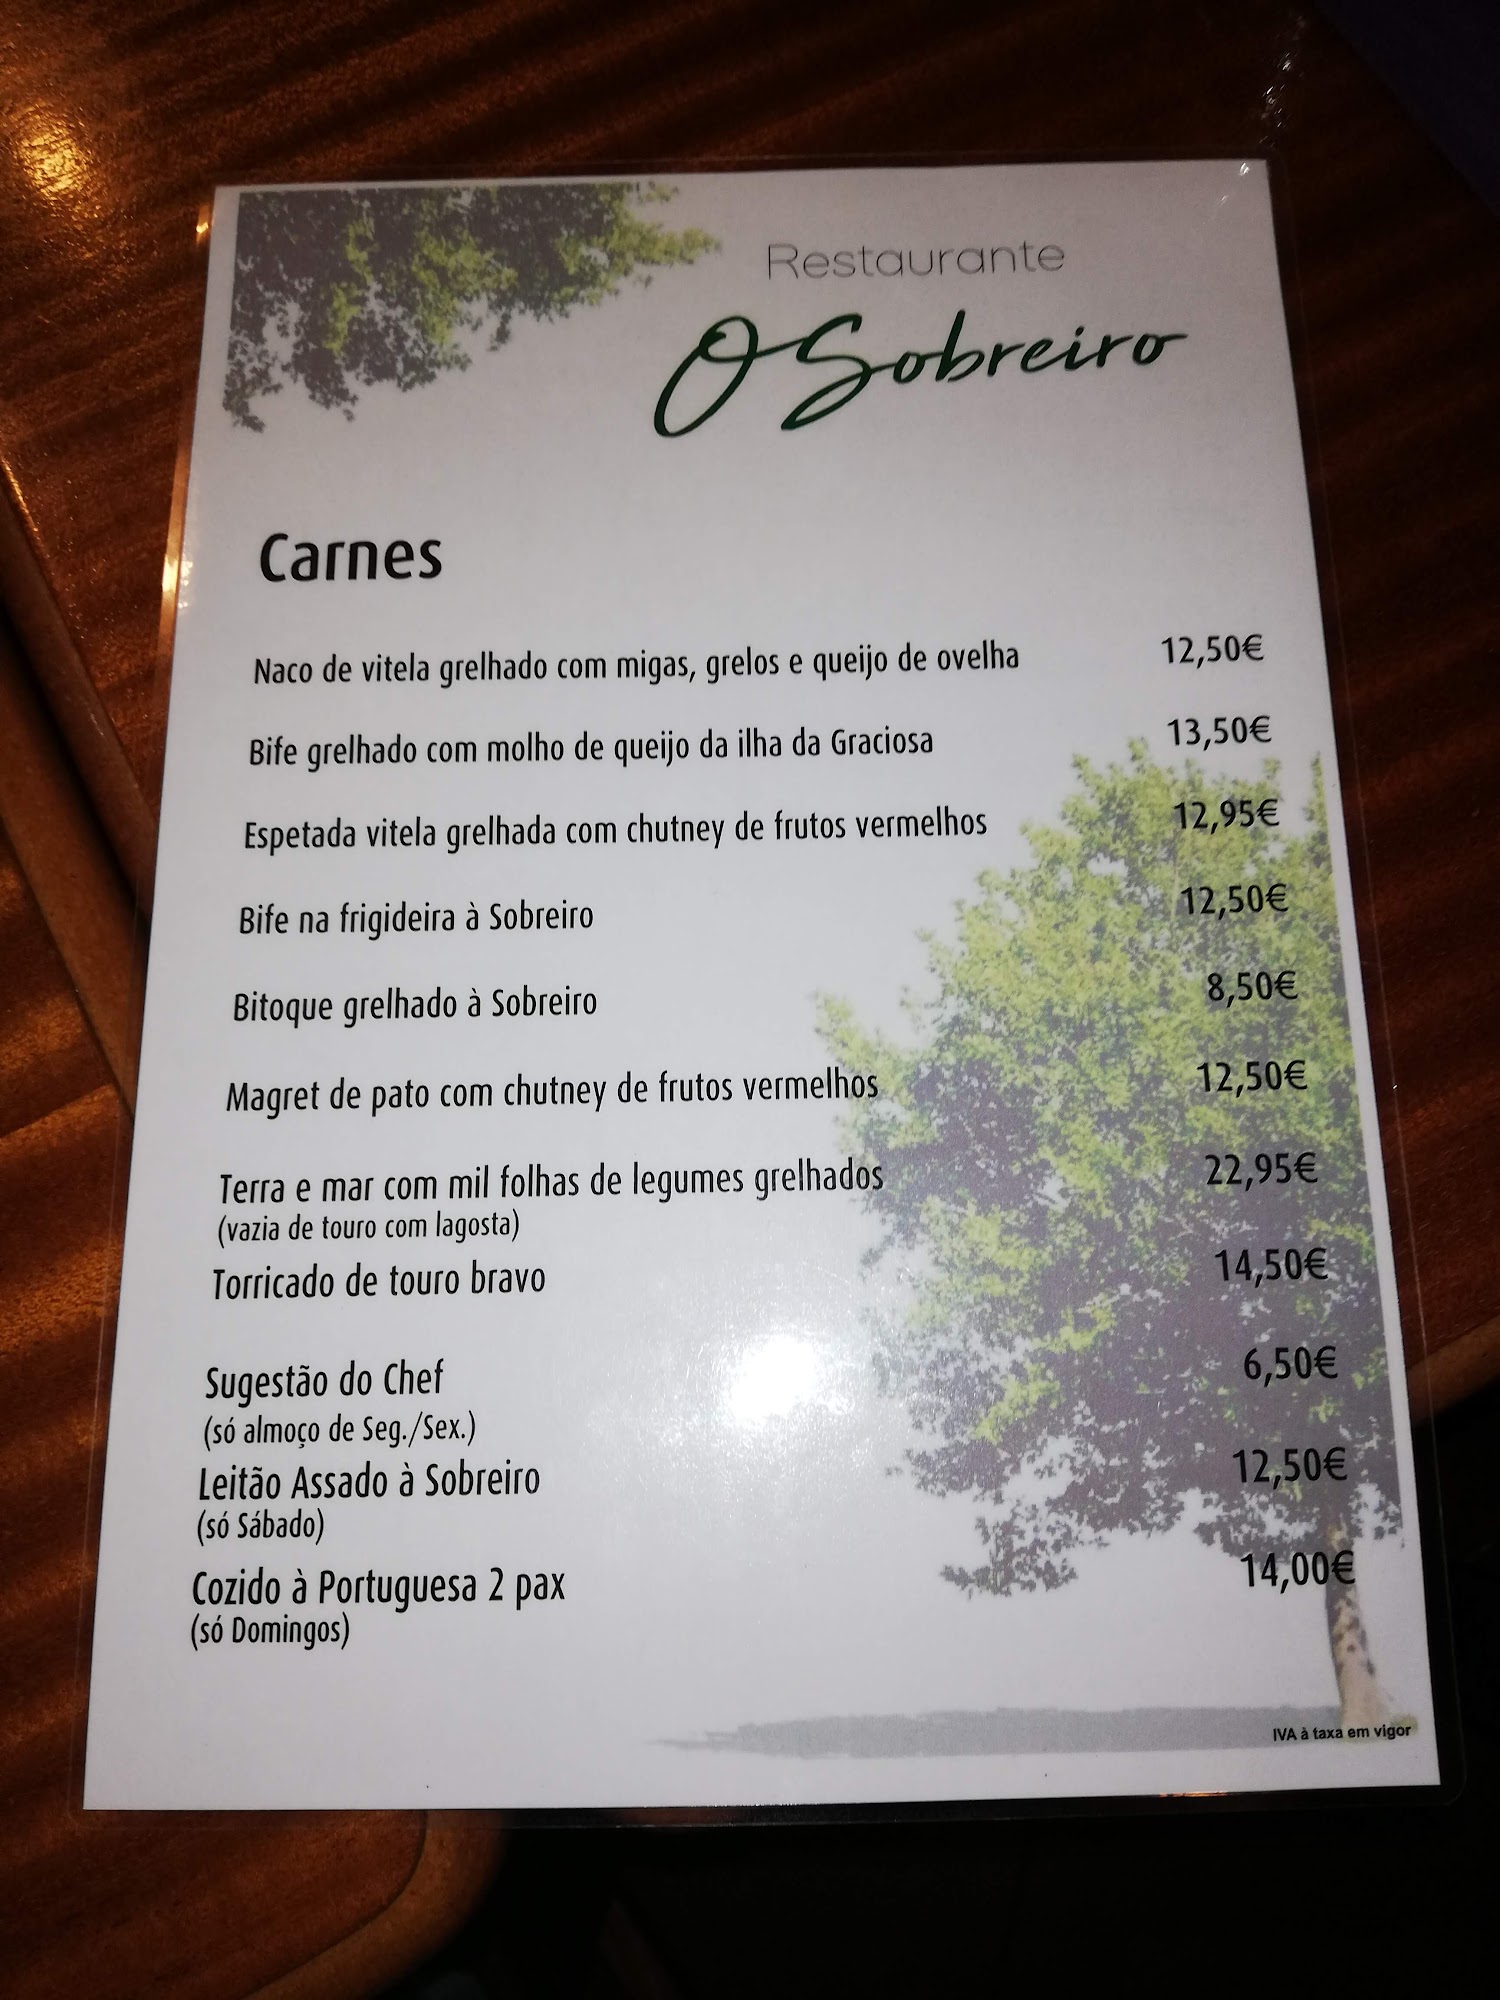 Restaurante
O Sobreiro
Carnes
Naco de vitela grelhado com migas, grelos e queijo de ovelha 12,50€
Bife grelhado com molho de queijo da ilha da Graciosa 13,50€
Espetada vitela grelhada com chutney de frutos vermelhos 12,95€
Bife na frigideira à Sobreiro 12,50€
Bitoque grelhado à Sobreiro 8,50€
Magret de pato com chutney de frutos vermelhos 12,50€
Terra e mar com mil folhas de legumes grelhados 22,95€
(vazia de touro com lagosta)
Torricado de touro bravo 14,50€
Sugestão do Chef 6,50€
(só almoço de Seg./Sex.)
Leitão Assado à Sobreiro 12,50€
(só Sábado)
Cozido à Portuguesa 2 pax 14,00€
(só Domingos)
IVA à taxa em vigor